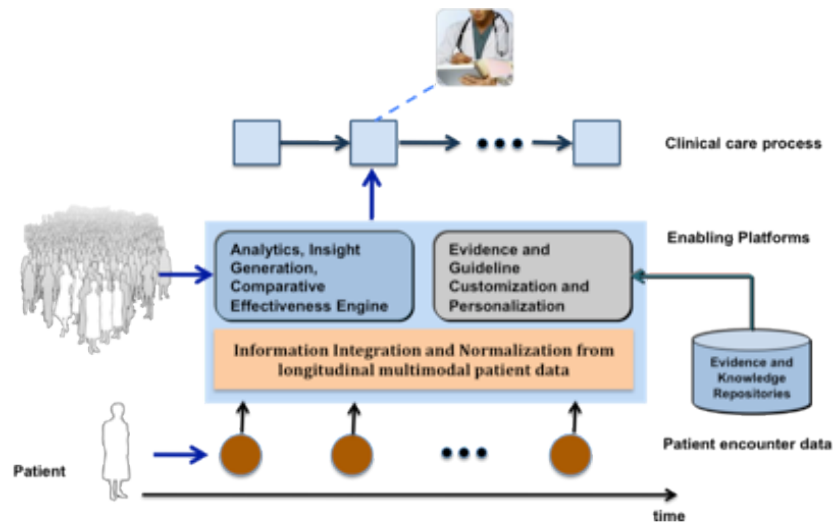 Clinical care process
Enabling Platforms
Analytics, Insight
Generation,
Comparative
Effectiveness Engine
Evidence and
Guideline
Customization and
Personalization
Information Integration and Normalization from
longitudinal multimodal patient data
Evidence and
Knowledge
Repositories
Patient encounter data
Patient
time